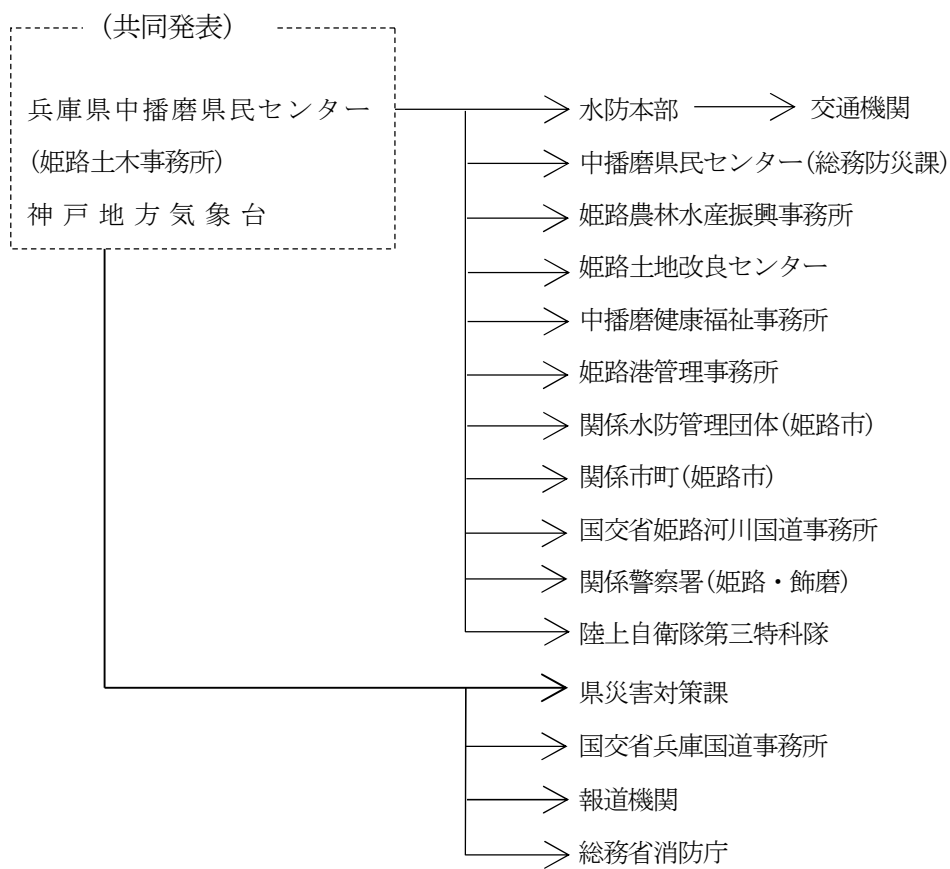 (共同発表)
兵庫県中播磨県民センター
(姫路土木事務所)
神戸地方気象台
水防本部
交通機関
中播磨県民センター(総務防災課)
姫路農林水産振興事務所
姫路土地改良センター
中播磨健康福祉事務所
姫路港管理事務所
関係水防管理団体(姫路市)
関係市町(姫路市)
国交省姫路河川国道事務所
関係警察署(姫路・飾磨)
陸上自衛隊第三特科隊
県災害対策課
国交省兵庫国道事務所
報道機関
総務省消防庁